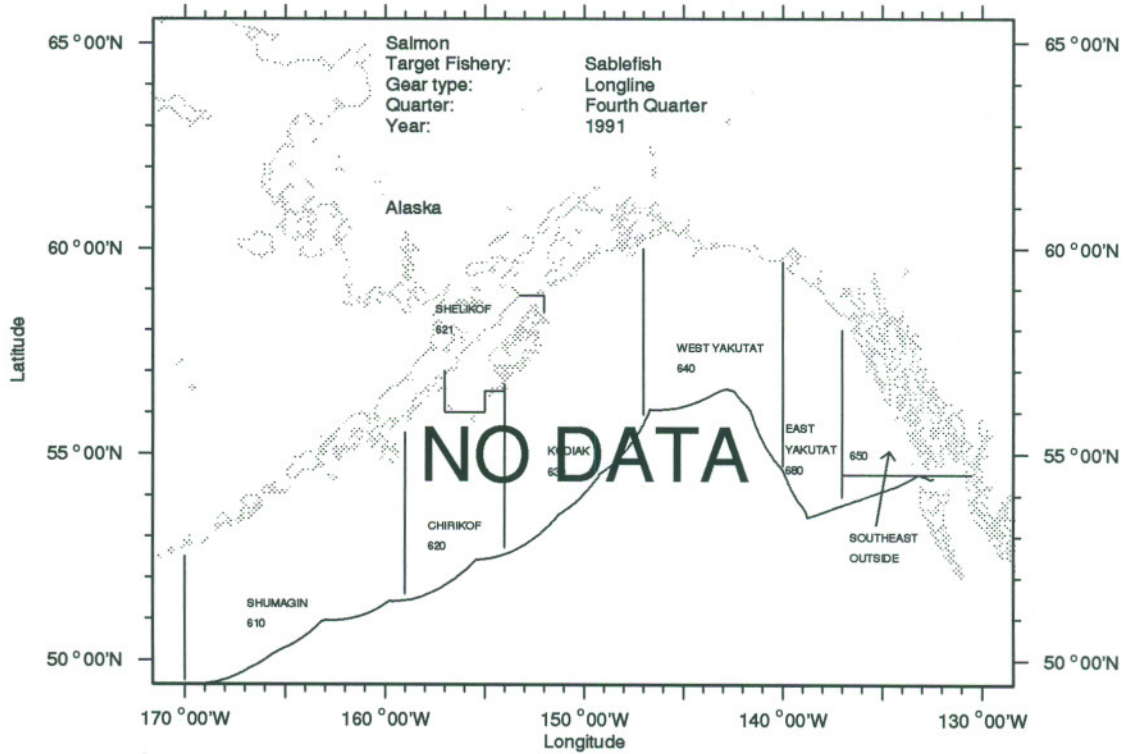 65°00'N
Salmon
65°00'N
Target Fishery: Sablefish
Gear type: Longline
Quarter: Fourth Quarter
Year: 1991
Alaska
60°00'N
60°00'N
SHELIKOF
621
Latitude
WEST YAKUTAT
640
NO DATA
KODIAK
EAST
YAKUTAT
680
650
55°00'N
55°00'N
CHIRIKOF
620
SOUTHEAST
OUTSIDE
SHUMAGIN
610
50°00'N
50°00'N
170°00'W
160°00'W
150°00'W
140°00'W
130°00'W
Longitude